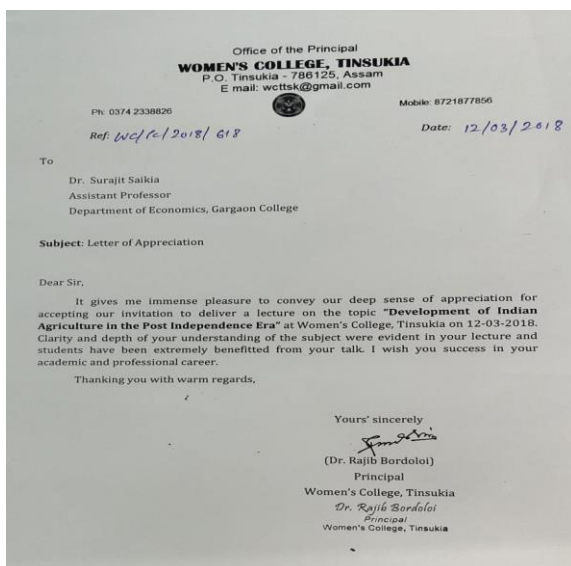 Office of the Principal
WOMEN'S COLLEGE, TINSUKIA
P.O. Tinsukia - 786125, Assam
E mail: wcttsk@gmail.com
Ph: 0374 2338826
Mobile: 8721877856
Ref: WC/Cc/2018/618
Date: 12/03/2018
To
Dr. Surajit Saikia
Assistant Professor
Department of Economics, Gargaon College
Subject: Letter of Appreciation
Dear Sir,
It gives me immense pleasure to convey our deep sense of appreciation for
accepting our invitation to deliver a lecture on the topic "Development of Indian
Agriculture in the Post Independence Era" at Women's College, Tinsukia on 12-03-2018.
Clarity and depth of your understanding of the subject were evident in your lecture and
students have been extremely benefitted from your talk. I wish you success in your
academic and professional career.
Thanking you with warm regards,
Yours' sincerely
(Dr. Rajib Bordoloi)
Principal
Women's College, Tinsukia
Dr. Rajib Bordoloi
Principal
Women's College, Tinsukia